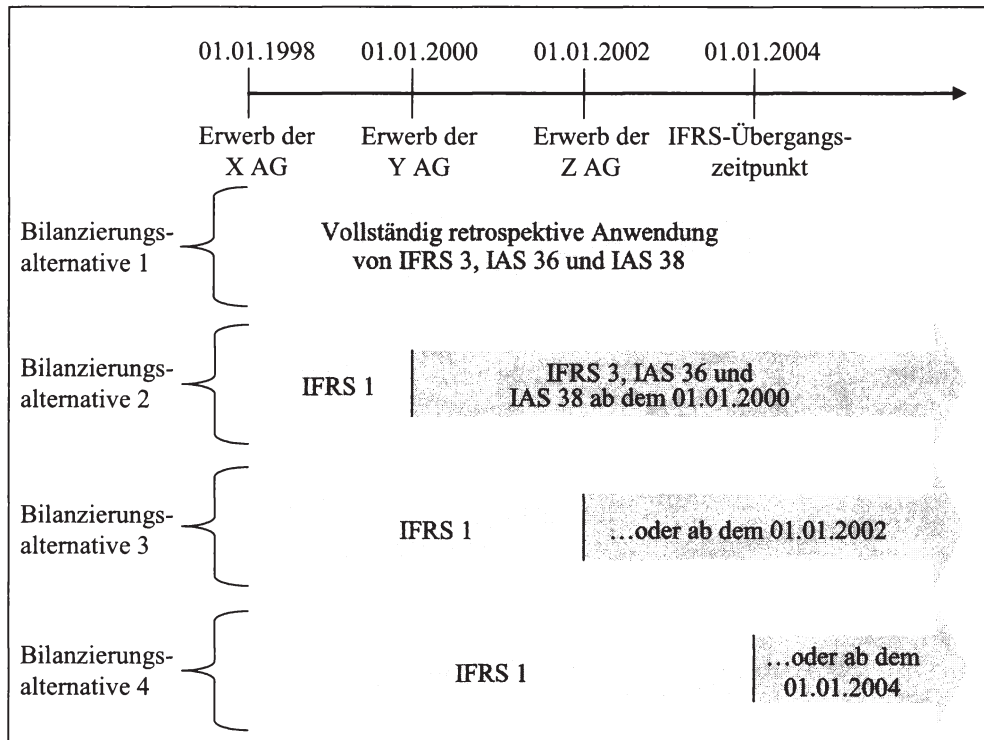 01.01.1998 01.01.2000 01.01.2002 01.01.2004
Erwerb der Erwerb der Erwerb der IFRS-Übergangs-
X AG Y AG Z AG zeitpunkt
Bilanzierungs-
alternative 1
Vollständig retrospektive Anwendung
von IFRS 3, IAS 36 und IAS 38
Bilanzierungs-
alternative 2
IFRS 1
IFRS 3, IAS 36 und
IAS 38 ab dem 01.01.2000
Bilanzierungs-
alternative 3
IFRS 1
…oder ab dem 01.01.2002
Bilanzierungs-
alternative 4
IFRS 1
…oder ab dem
01.01.2004